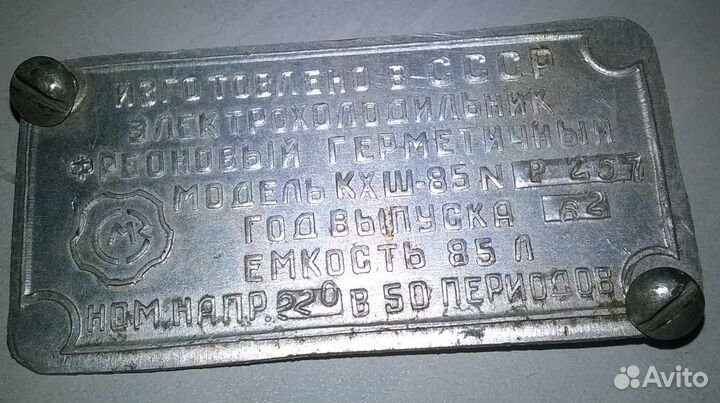 ИЗГОТОВЛЕНО В СССР
ЭЛЕКТРОХОЛОДИЛЬНИК
ФРЕОНОВЫЙ ГЕРМЕТИЧНЫЙ
МОДЕЛЬ КХШ-85 N Р 257
ГОД ВЫПУСКА 62
ЕМКОСТЬ 85 Л
НОМ. НАПР. 220 В 50 ПЕРИОДОВ
Avito